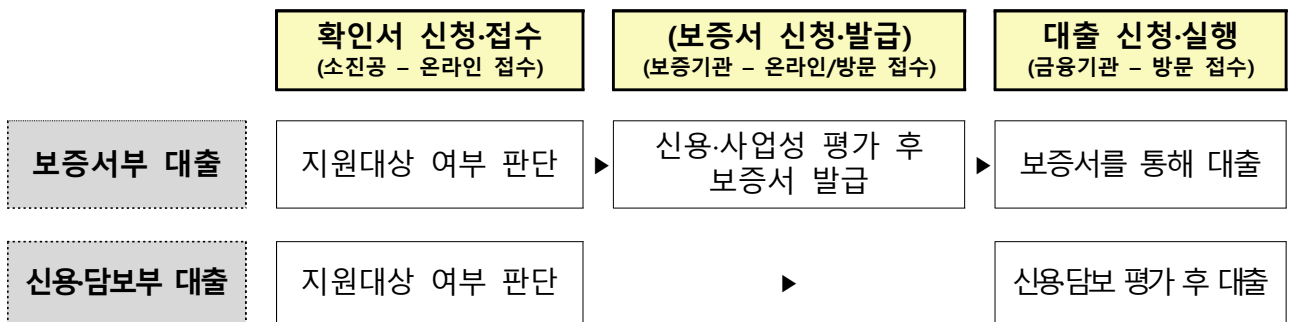 확인서 신청·접수
(소진공 – 온라인 접수)
(보증서 신청·발급)
(보증기관 – 온라인/방문 접수)
대출 신청·실행
(금융기관 – 방문 접수)
보증서부 대출
지원대상 여부 판단
▶
신용·사업성 평가 후
보증서 발급
▶
보증서를 통해 대출
신용·담보부 대출
지원대상 여부 판단
▶
신용·담보 평가 후 대출